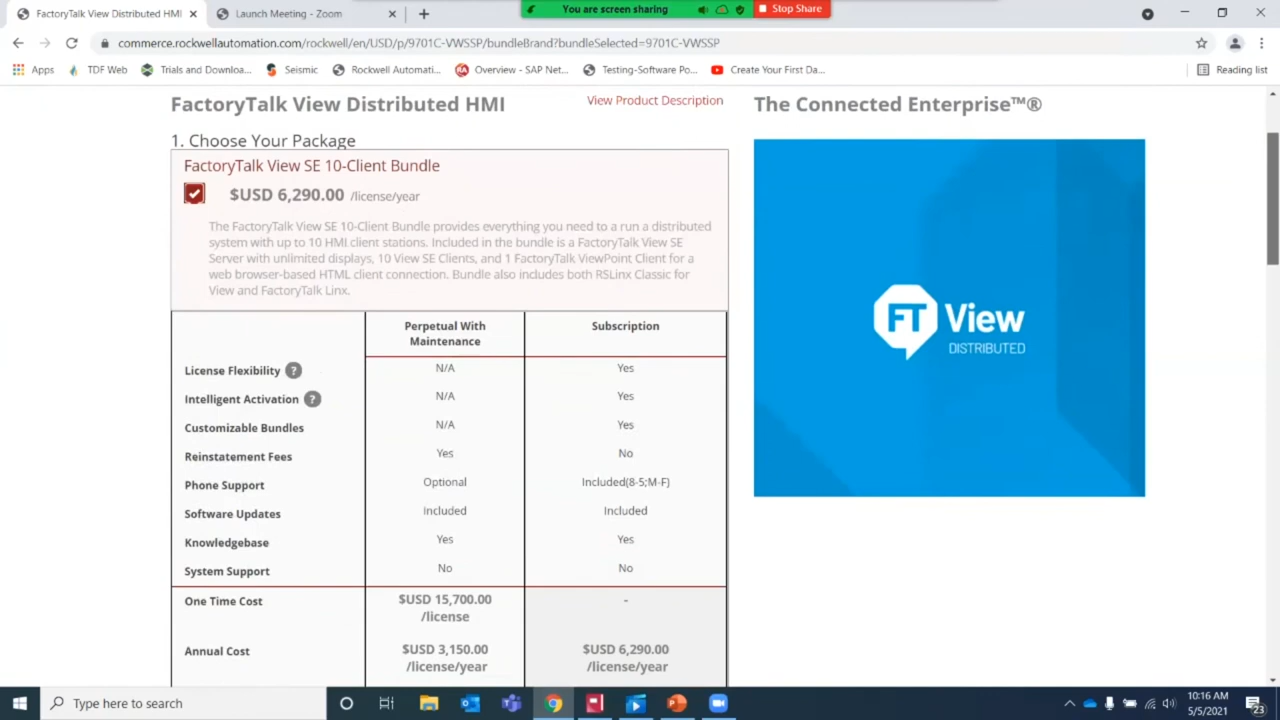 FactoryTalk View Distributed HMI
Launch Meeting - Zoom
You are screen sharing
Stop Share
commerce.rockwellautomation.com/rockwell/en/USD/p/9701C-VWSSP/bundleBrand?bundleSelected=9701C-VWSSP
Apps
TDF Web
Trials and Downloa...
Seismic
Rockwell Automati...
Overview - SAP Net...
Testing-Software Po...
Create Your First Da...
Reading list
FactoryTalk View Distributed HMI
View Product Description
The Connected Enterprise™®
1. Choose Your Package
FactoryTalk View SE 10-Client Bundle
$USD 6,290.00 /license/year
The FactoryTalk View SE 10-Client Bundle provides everything you need to a run a distributed
system with up to 10 HMI client stations. Included in the bundle is a FactoryTalk View SE
Server with unlimited displays, 10 View SE Clients, and 1 FactoryTalk ViewPoint Client for a
web browser-based HTML client connection. Bundle also includes both RSLinx Classic for
View and FactoryTalk Linx.
FT View
DISTRIBUTED
Perpetual With
Maintenance
Subscription
License Flexibility ? N/A Yes
Intelligent Activation ? N/A Yes
Customizable Bundles N/A Yes
Reinstatement Fees Yes No
Phone Support Optional Included(8-5;M-F)
Software Updates Included Included
Knowledgebase Yes Yes
System Support No No
One Time Cost $USD 15,700.00 -
/license
Annual Cost $USD 3,150.00 $USD 6,290.00
/license/year /license/year
Type here to search
10:16 AM
5/5/2021
23